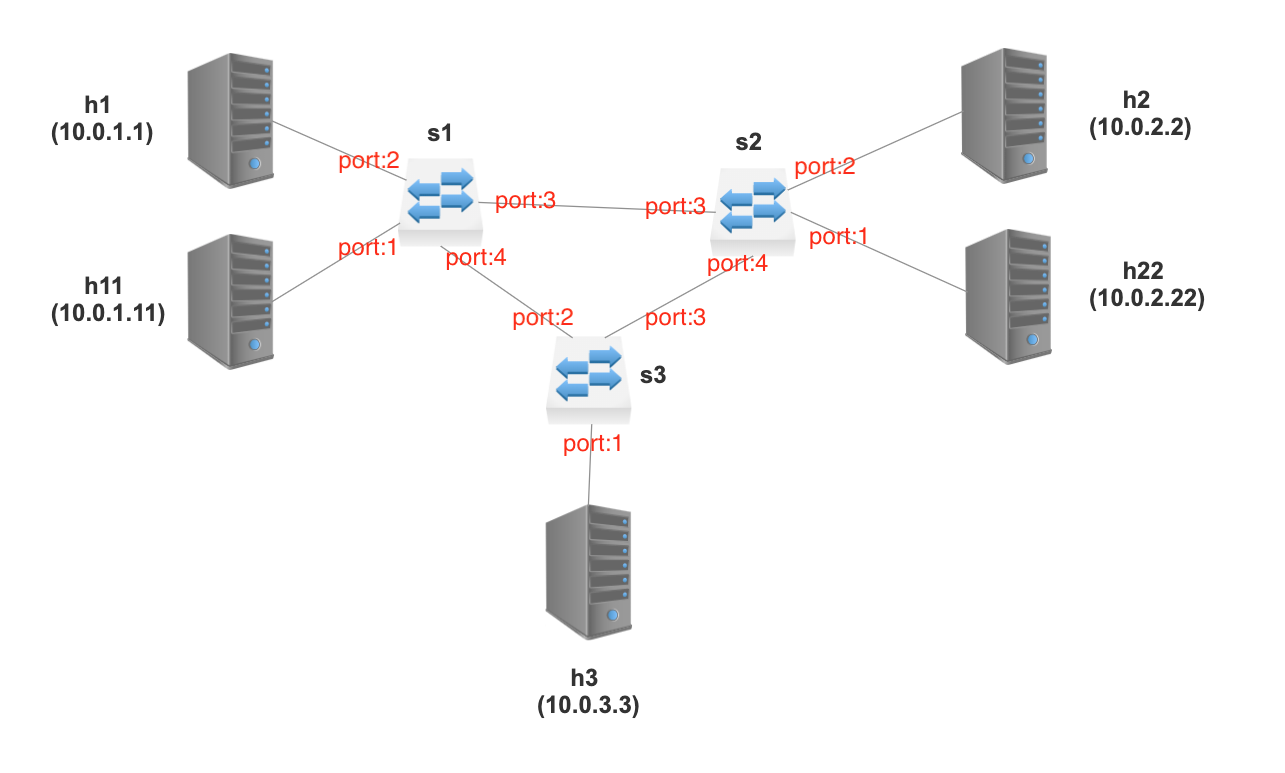 h1
(10.0.1.1)
s1
s2
h2
(10.0.2.2)
port:2
port:2
port:3
port:3
port:1
port:1
port:4
port:4
h11
(10.0.1.11)
h22
(10.0.2.22)
port:2
port:3
s3
port:1
h3
(10.0.3.3)